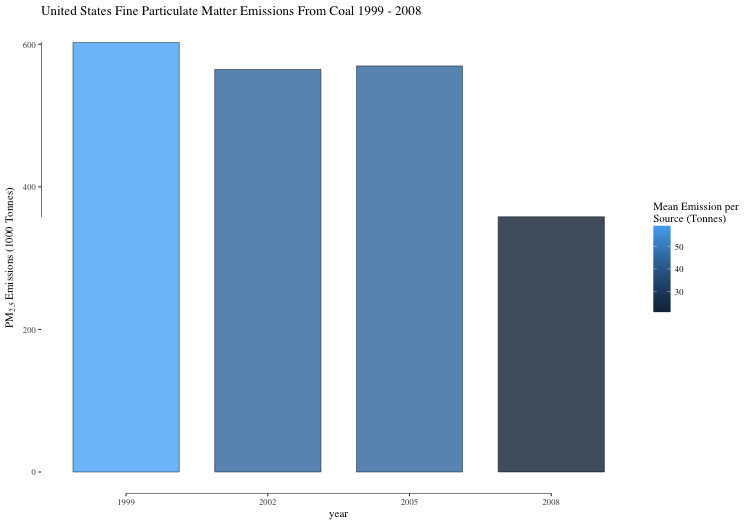 United States Fine Particulate Matter Emissions From Coal 1999 - 2008
PM2.5 Emissions (1000 Tonnes)
600
400
200
0
1999 2002 2005 2008
year
Mean Emission per
Source (Tonnes)
50
40
30